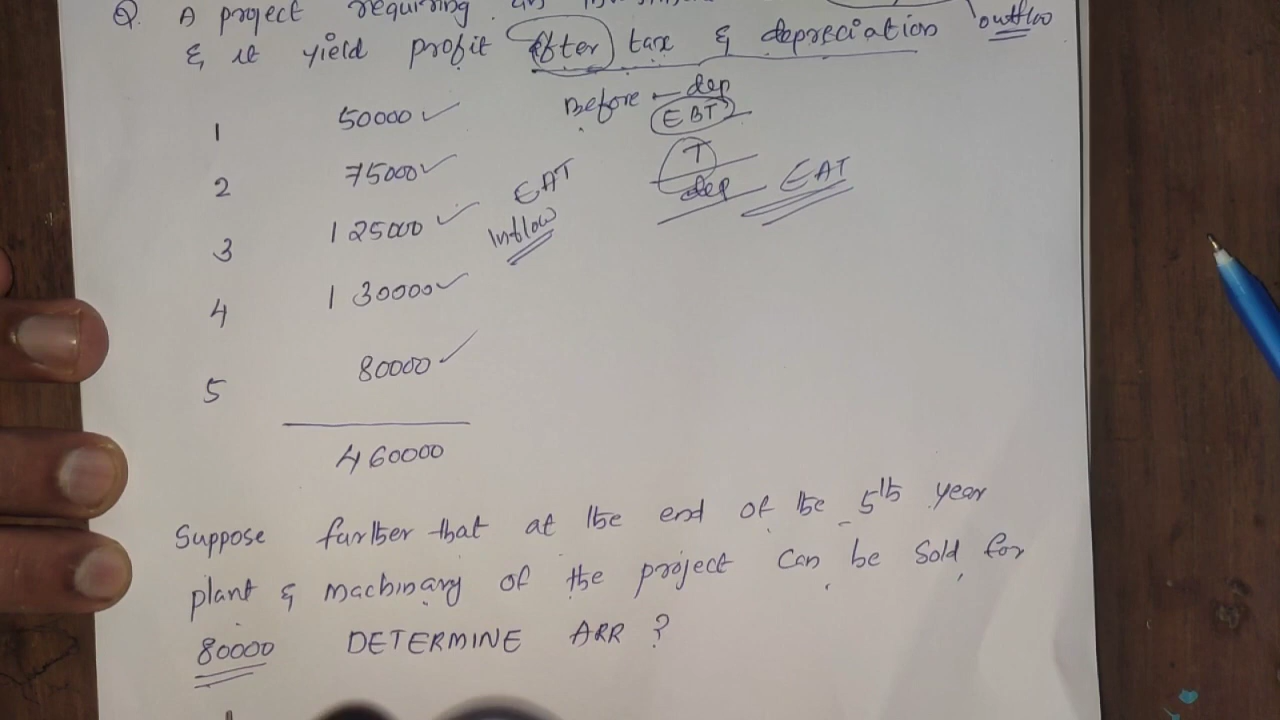 Q. A project requiring an
& it yield profit after tax & depreciation outflow
Before - dep
EBT
1 50000 ✓
T
2 75000 ✓
dep EAT
EAT
3 125000 ✓
Inflow
4 130000 ✓
5 80000 ✓
460000
Suppose further that at the end of the 5th year
plant & machinary of the project can be sold for
80000 DETERMINE ARR ?